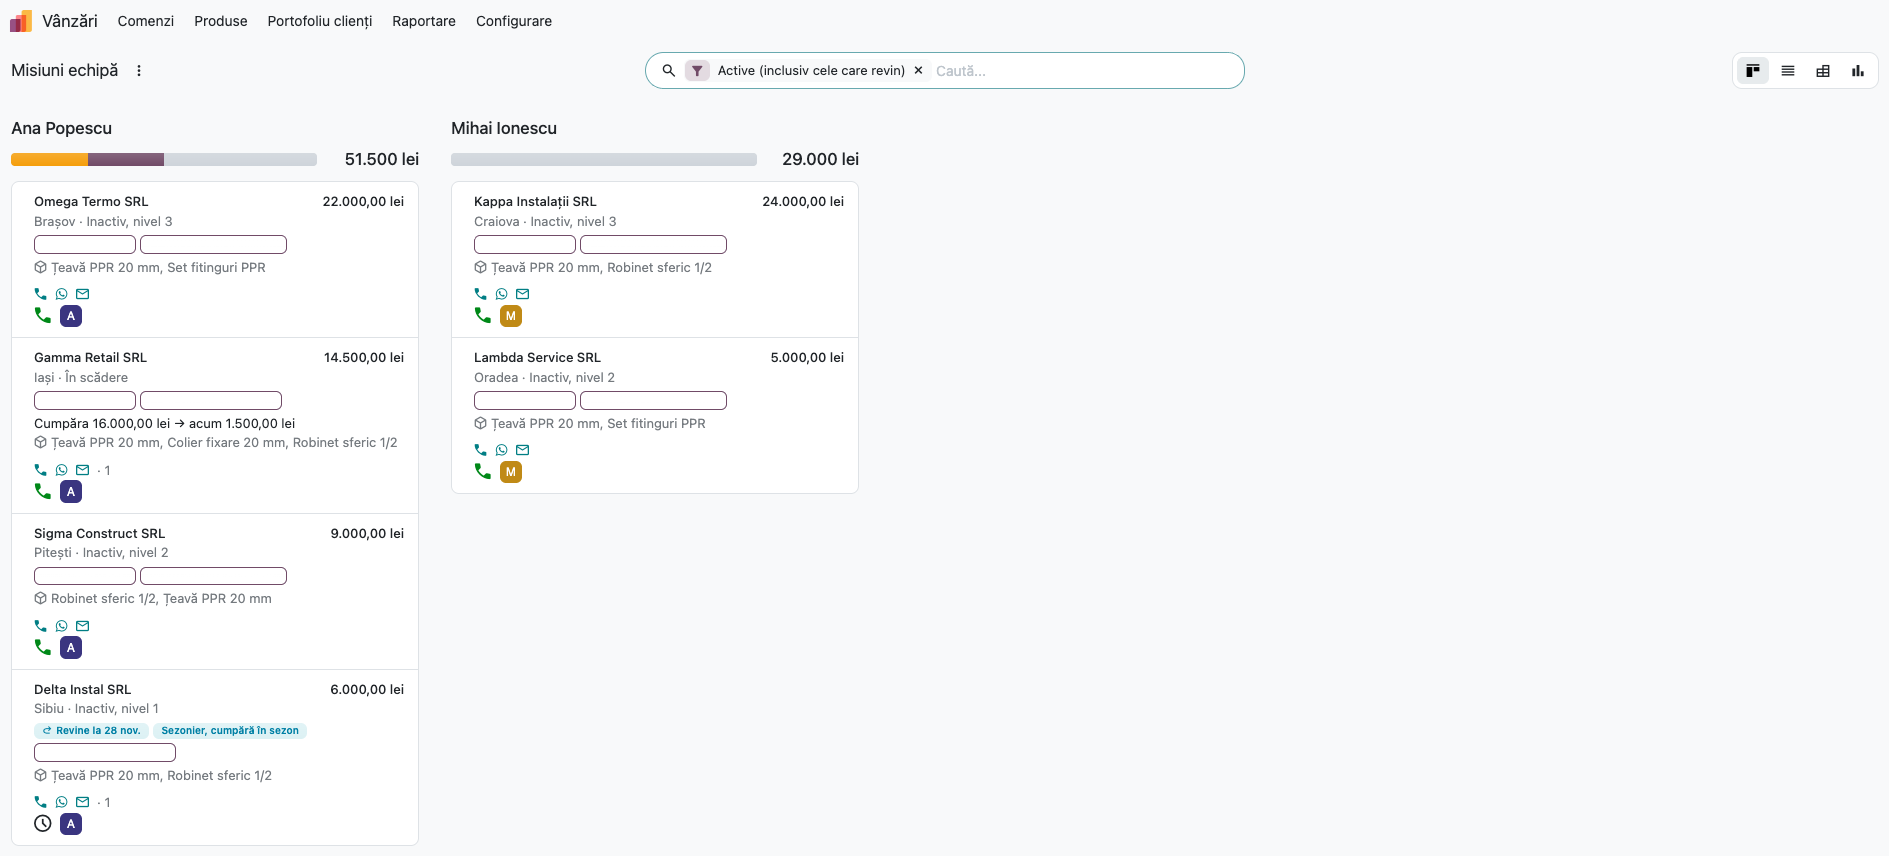 Vânzări Comenzi Produse Portofoliu clienți Raportare Configurare
Misiuni echipă
Active (inclusiv cele care revin) Caută...
Ana Popescu
51.500 lei
Omega Termo SRL 22.000,00 lei
Brașov · Inactiv, nivel 3
Țeavă PPR 20 mm, Set fitinguri PPR
A
Gamma Retail SRL 14.500,00 lei
Iași · În scădere
Cumpăra 16.000,00 lei → acum 1.500,00 lei
Țeavă PPR 20 mm, Colier fixare 20 mm, Robinet sferic 1/2
· 1
A
Sigma Construct SRL 9.000,00 lei
Pitești · Inactiv, nivel 2
Robinet sferic 1/2, Țeavă PPR 20 mm
A
Delta Instal SRL 6.000,00 lei
Sibiu · Inactiv, nivel 1
Revine la 28 nov. Sezonier, cumpără în sezon
Țeavă PPR 20 mm, Robinet sferic 1/2
· 1
A
Mihai Ionescu
29.000 lei
Kappa Instalații SRL 24.000,00 lei
Craiova · Inactiv, nivel 3
Țeavă PPR 20 mm, Robinet sferic 1/2
M
Lambda Service SRL 5.000,00 lei
Oradea · Inactiv, nivel 2
Țeavă PPR 20 mm, Set fitinguri PPR
M